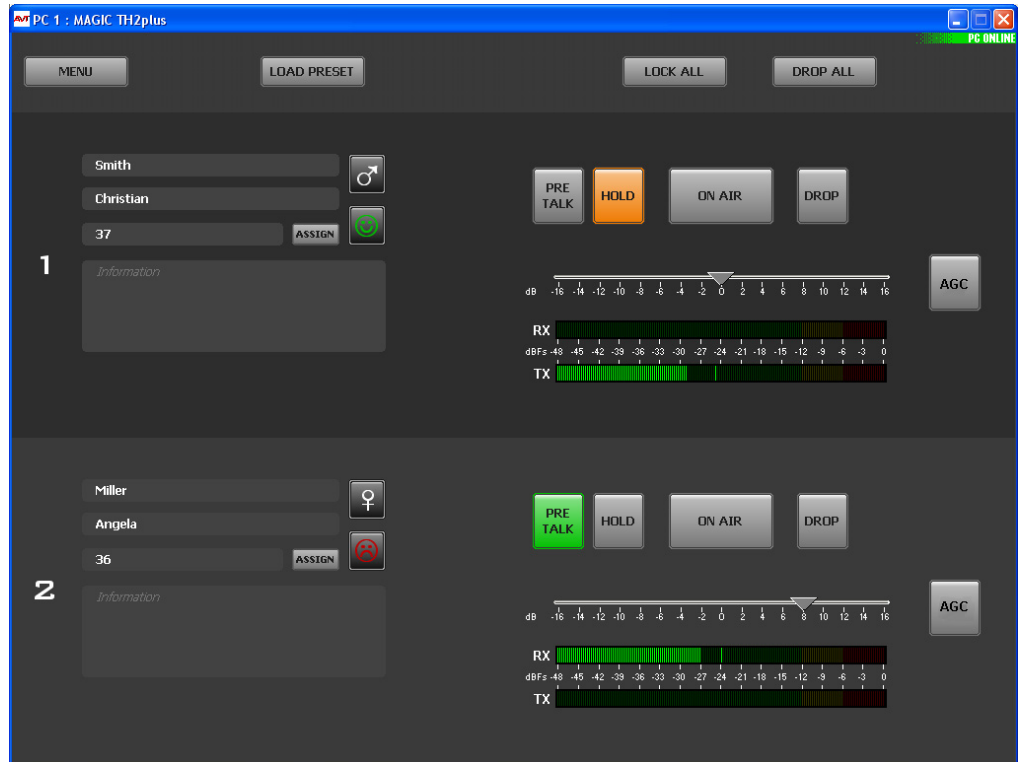 AVT PC 1 : MAGIC TH2plus
PC ONLINE
MENU LOAD PRESET LOCK ALL DROP ALL
Smith
Christian
37 ASSIGN
Information
1
PRE TALK HOLD ON AIR DROP
dB -16 -14 -12 -10 -8 -6 -4 -2 0 2 4 6 8 10 12 14 16
AGC
RX
dBFs -48 -45 -42 -39 -36 -33 -30 -27 -24 -21 -18 -15 -12 -9 -6 -3 0
TX
Miller
Angela
36 ASSIGN
Information
2
PRE TALK HOLD ON AIR DROP
dB -16 -14 -12 -10 -8 -6 -4 -2 0 2 4 6 8 10 12 14 16
AGC
RX
dBFs -48 -45 -42 -39 -36 -33 -30 -27 -24 -21 -18 -15 -12 -9 -6 -3 0
TX